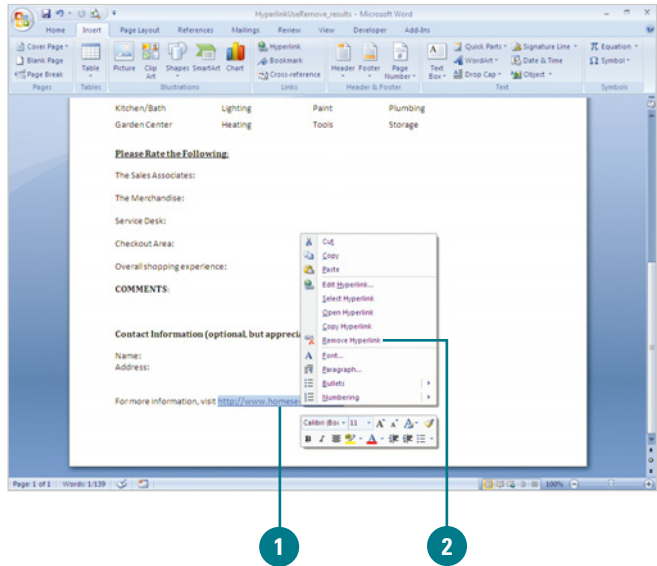 HyperlinkUseRemove_results - Microsoft Word
Home Insert Page Layout References Mailings Review View Developer Add-Ins
Cover Page
Blank Page
Page Break
Pages
Table
Tables
Picture Clip Art Shapes SmartArt Chart
Illustrations
Hyperlink
Bookmark
Cross-reference
Links
Header Footer Page Number
Header & Footer
Text Box
Quick Parts
WordArt
Drop Cap
Signature Line
Date & Time
Object
Text
Equation
Symbol
Symbols
Kitchen/Bath Lighting Paint Plumbing
Garden Center Heating Tools Storage
Please Rate the Following:
The Sales Associates:
The Merchandise:
Service Desk:
Checkout Area:
Overall shopping experience:
COMMENTS:
Contact Information (optional, but appreci
Name:
Address:
For more information, visit http://www.homese
Cut
Copy
Paste
Edit Hyperlink...
Select Hyperlink
Open Hyperlink
Copy Hyperlink
Remove Hyperlink
Font...
Paragraph...
Bullets
Numbering
Calibri (Bo 11 A A A
B I A
Page: 1 of 1 Words: 1/139 100%
1 2